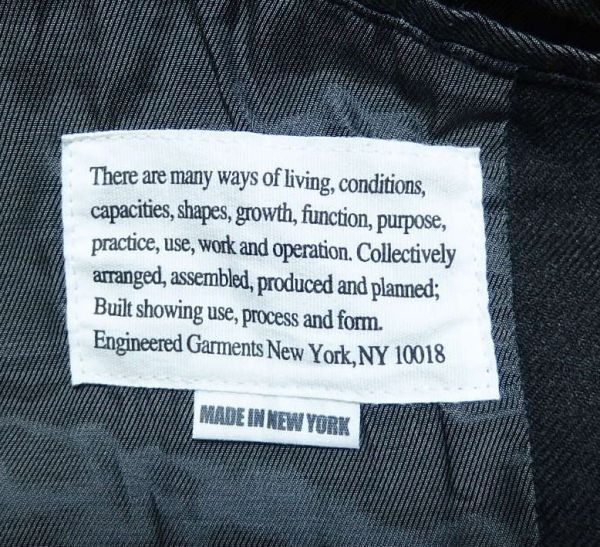 There are many ways of living, conditions,
capacities, shapes, growth, function, purpose,
practice, use, work and operation. Collectively
arranged, assembled, produced and planned;
Built showing use, process and form.
Engineered Garments New York, NY 10018
MADE IN NEW YORK